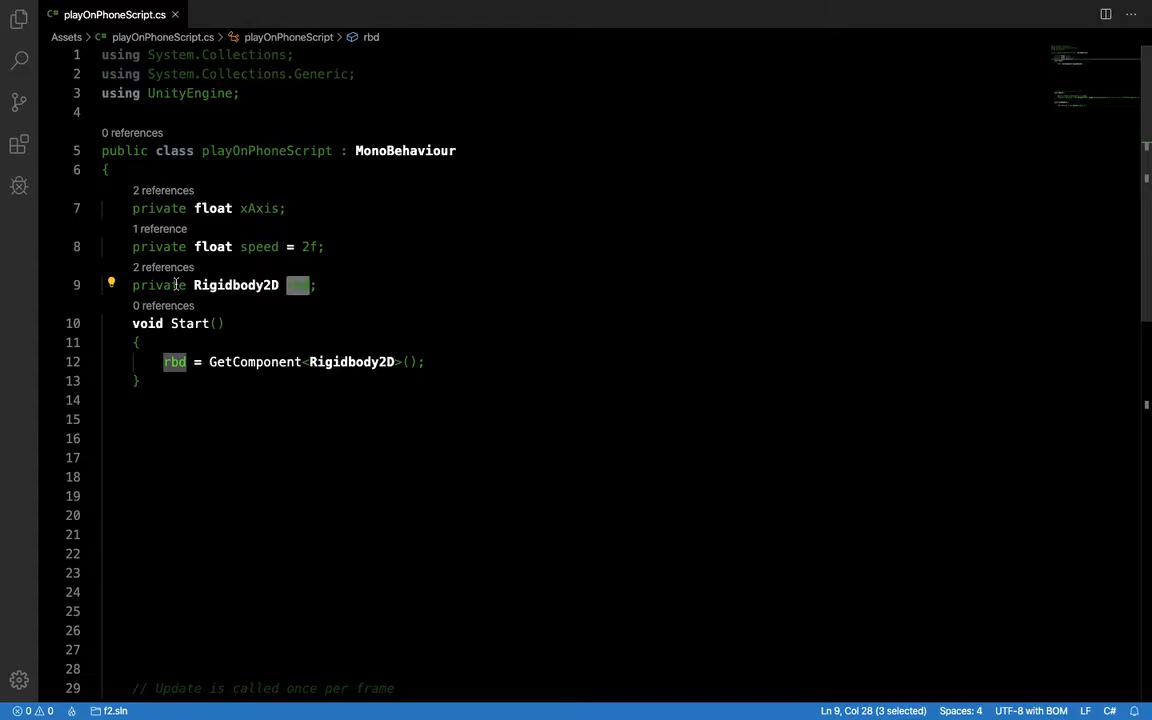 playOnPhoneScript.cs
Assets > playOnPhoneScript.cs > playOnPhoneScript > rbd
1 using System.Collections;
2 using System.Collections.Generic;
3 using UnityEngine;
4
0 references
5 public class playOnPhoneScript : MonoBehaviour
6 {
2 references
7 private float xAxis;
1 reference
8 private float speed = 2f;
2 references
9 private Rigidbody2D rbd;
0 references
10 void Start()
11 {
12 rbd = GetComponent<Rigidbody2D>();
13 }
14
15
16
17
18
19
20
21
22
23
24
25
26
27
28
29 // Update is called once per frame
0 0 f2.sln Ln 9, Col 28 (3 selected) Spaces: 4 UTF-8 with BOM LF C#